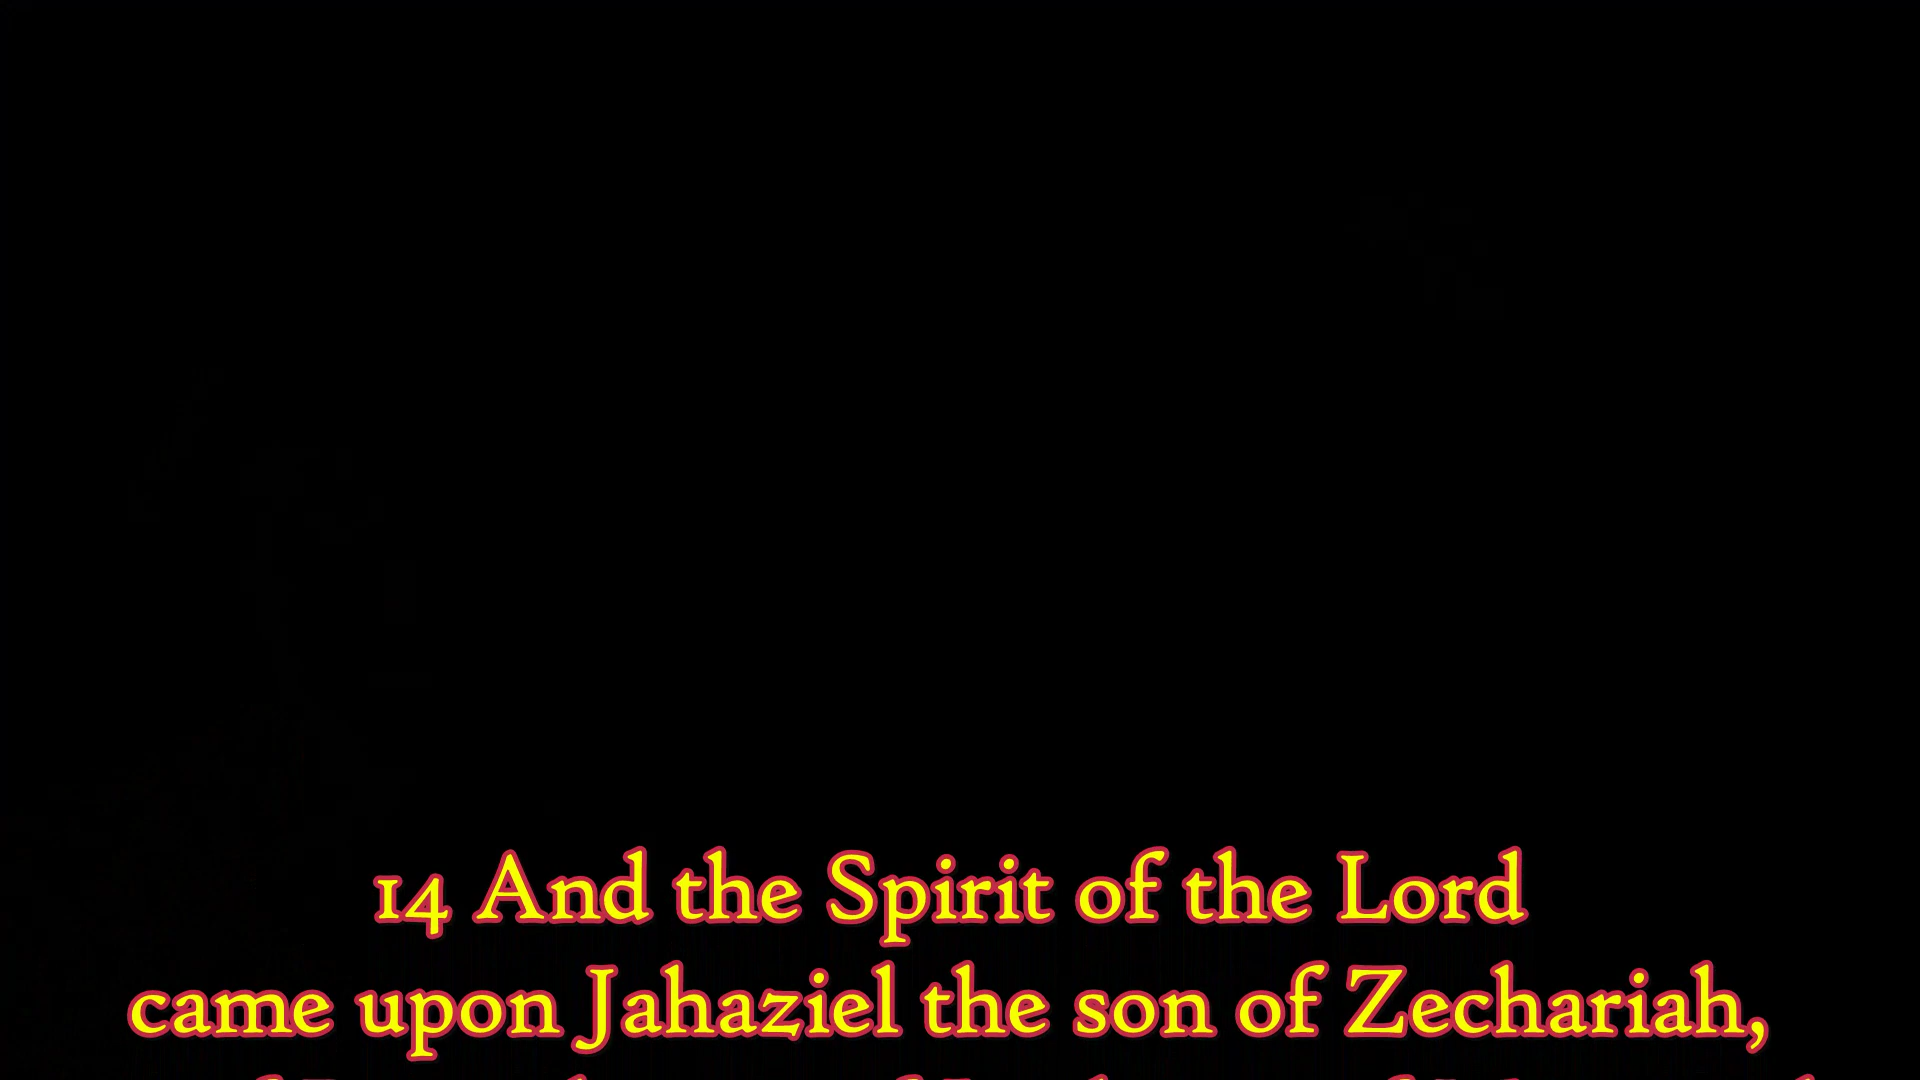 14 And the Spirit of the Lord
came upon Jahaziel the son of Zechariah,